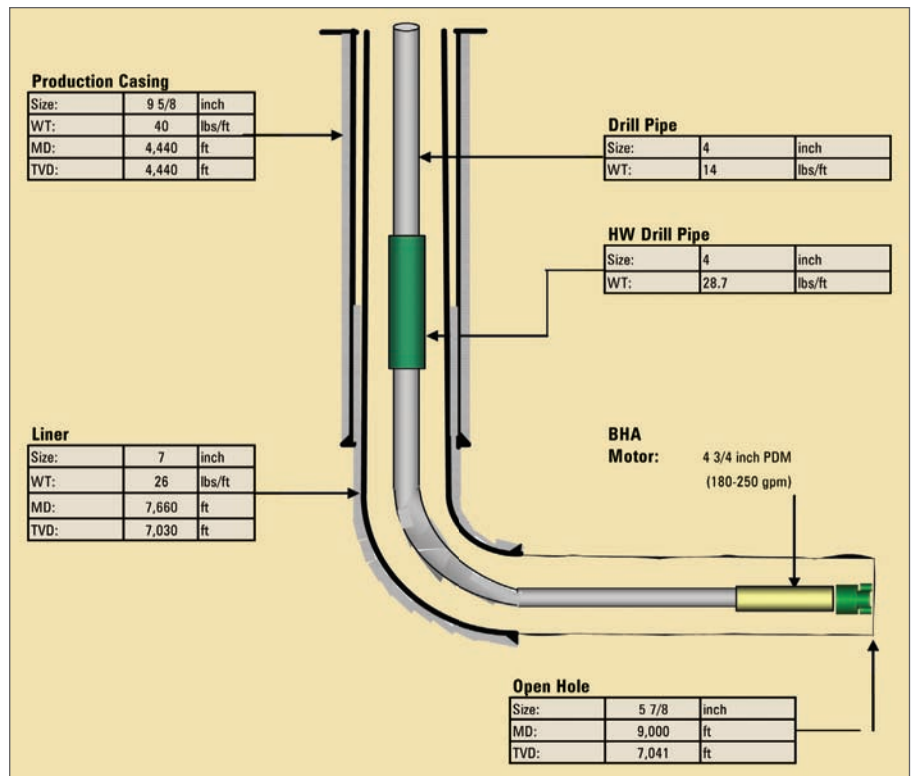 Production Casing
Size: 9 5/8 inch
WT: 40 lbs/ft
MD: 4,440 ft
TVD: 4,440 ft
Drill Pipe
Size: 4 inch
WT: 14 lbs/ft
HW Drill Pipe
Size: 4 inch
WT: 28.7 lbs/ft
Liner
Size: 7 inch
WT: 26 lbs/ft
MD: 7,660 ft
TVD: 7,030 ft
BHA
Motor: 4 3/4 inch PDM
(180-250 gpm)
Open Hole
Size: 5 7/8 inch
MD: 9,000 ft
TVD: 7,041 ft